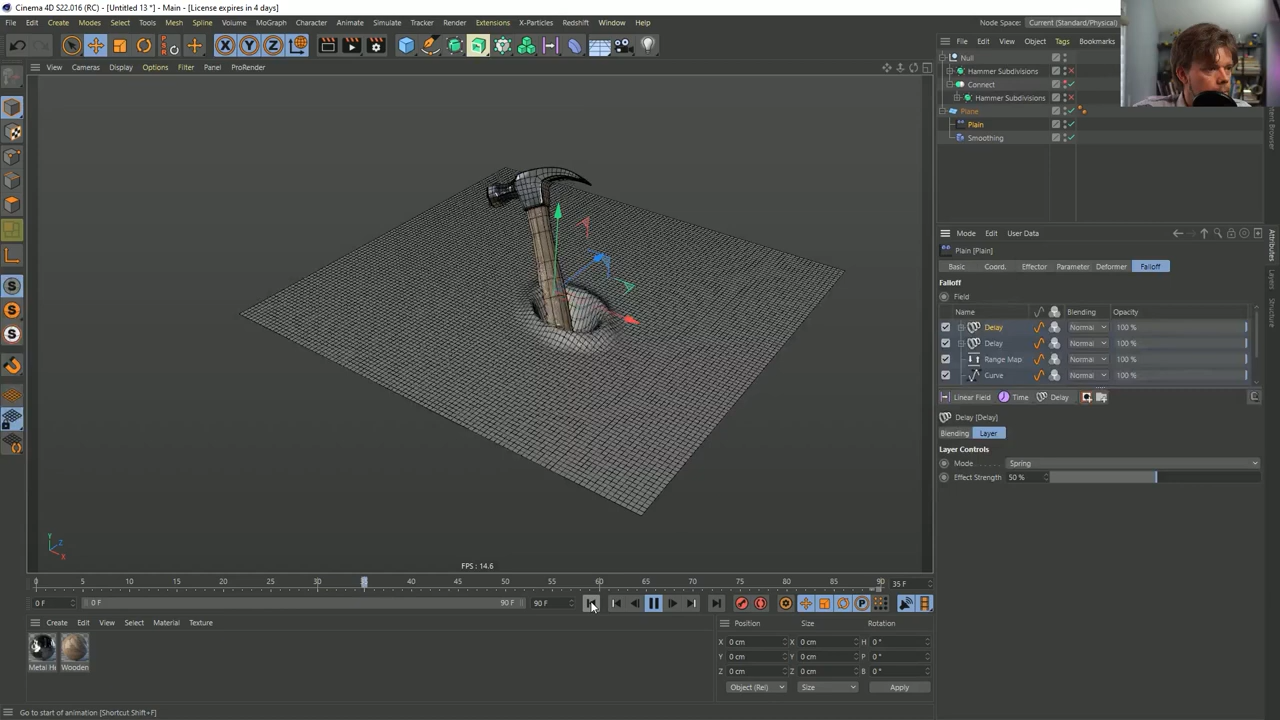 Cinema 4D S22.016 (RC) - [Untitled 13 *] - Main - [License expires in 4 days]
File Edit Create Modes Select Tools Mesh Spline Volume MoGraph Character Animate Simulate Tracker Render Extensions X-Particles Redshift Window Help
Node Space: Current (Standard/Physical)
File Edit View Object Tags Bookmarks
View Cameras Display Options Filter Panel ProRender
Null
Hammer Subdivisions
Connect
Hammer Subdivisions
Plane
Plain
Smoothing
Mode Edit User Data
Plain [Plain]
Basic Coord. Effector Parameter Deformer Falloff
Falloff
Field
Name Blending Opacity
Delay Normal 100 %
Delay Normal 100 %
Range Map Normal 100 %
Curve Normal 100 %
Linear Field Time Delay
Delay [Delay]
Blending Layer
Layer Controls
Mode Spring
Effect Strength 50 %
Attributes
Layers
Structure
Y
Z
X
FPS : 14.6
0 5 10 15 20 25 30 40 45 50 55 60 65 70 75 80 85 90 35 F
0 F 0 F 90 F 90 F
Create Edit View Select Material Texture
Metal He Wooden
Position Size Rotation
X 0 cm X 0 cm H 0 °
Y 0 cm Y 0 cm P 0 °
Z 0 cm Z 0 cm B 0 °
Object (Rel) Size Apply
Go to start of animation [Shortcut Shift+F]